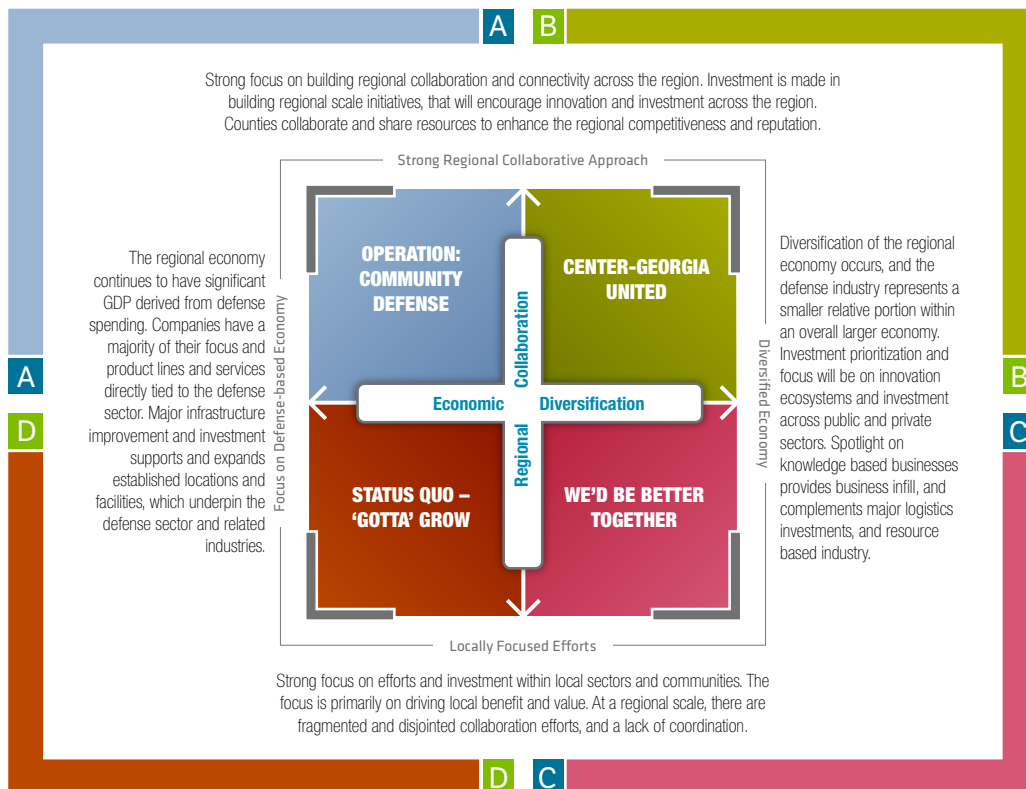 A B
Strong focus on building regional collaboration and connectivity across the region. Investment is made in
building regional scale initiatives, that will encourage innovation and investment across the region.
Counties collaborate and share resources to enhance the regional competitiveness and reputation.
Strong Regional Collaborative Approach
The regional economy
continues to have significant
GDP derived from defense
spending. Companies have a
majority of their focus and
product lines and services
directly tied to the defense
sector. Major infrastructure
improvement and investment
supports and expands
established locations and
facilities, which underpin the
defense sector and related
industries.
Focus on Defense-based Economy
OPERATION:
COMMUNITY
DEFENSE
CENTER-GEORGIA
UNITED
Economic Diversification
Regional Collaboration
STATUS QUO –
‘GOTTA’ GROW
WE’D BE BETTER
TOGETHER
Diversified Economy
Diversification of the regional
economy occurs, and the
defense industry represents a
smaller relative portion within
an overall larger economy.
Investment prioritization and
focus will be on innovation
ecosystems and investment
across public and private
sectors. Spotlight on
knowledge based businesses
provides business infill, and
complements major logistics
investments, and resource
based industry.
A
B
D
C
Locally Focused Efforts
Strong focus on efforts and investment within local sectors and communities. The
focus is primarily on driving local benefit and value. At a regional scale, there are
fragmented and disjointed collaboration efforts, and a lack of coordination.
D C